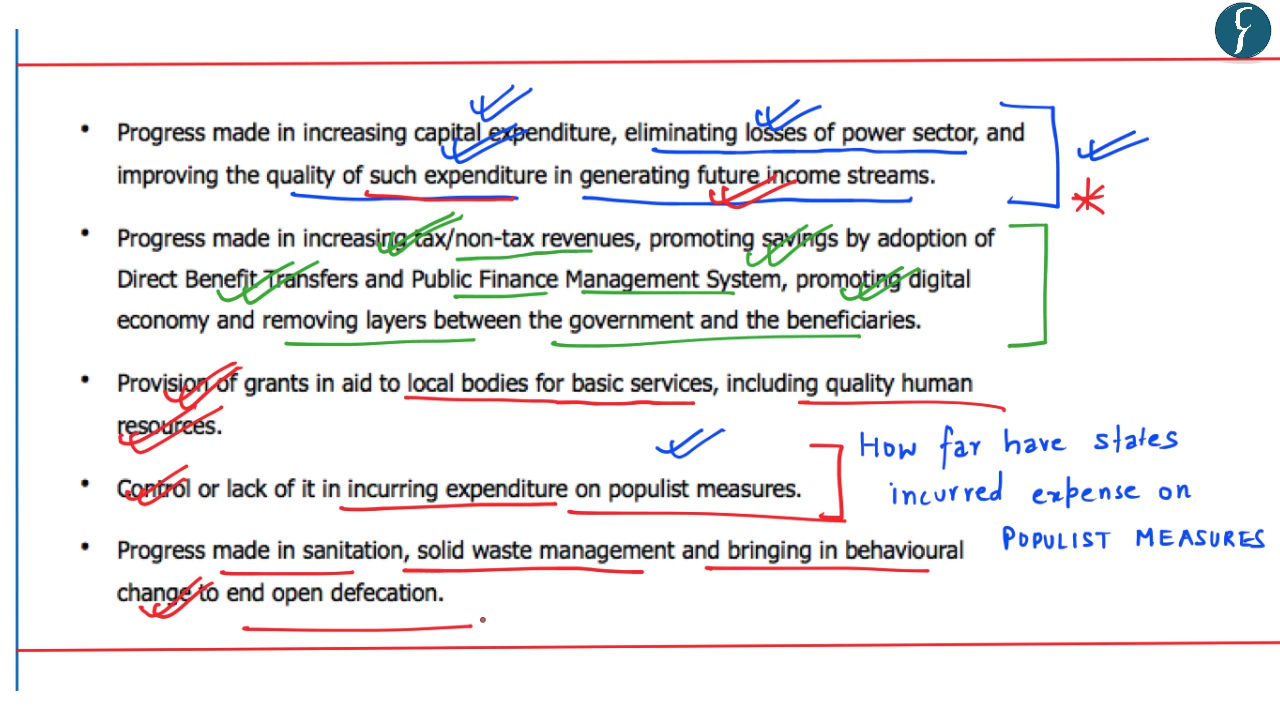 • Progress made in increasing capital expenditure, eliminating losses of power sector, and
improving the quality of such expenditure in generating future income streams.
• Progress made in increasing tax/non-tax revenues, promoting savings by adoption of
Direct Benefit Transfers and Public Finance Management System, promoting digital
economy and removing layers between the government and the beneficiaries.
• Provision of grants in aid to local bodies for basic services, including quality human
resources.
• Control or lack of it in incurring expenditure on populist measures.
How far have states
incurred expense on
POPULIST MEASURES
• Progress made in sanitation, solid waste management and bringing in behavioural
change to end open defecation.